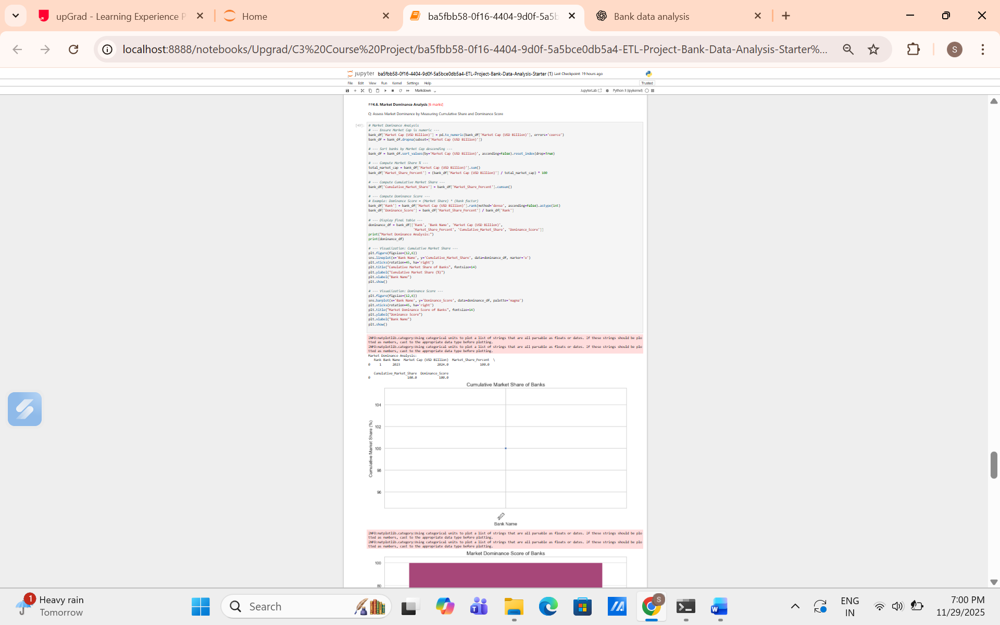 upGrad - Learning Experience P
Home
ba5fbb58-0f16-4404-9d0f-5a5b
Bank data analysis
localhost:8888/notebooks/Upgrad/C3%20Course%20Project/ba5fbb58-0f16-4404-9d0f-5a5bce0db5a4-ETL-Project-Bank-Data-Analysis-Starter%...
S
jupyter ba5fbb58-0f16-4404-9d0f-5a5bce0db5a4-ETL-Project-Bank-Data-Analysis-Starter (1) Last Checkpoint: 19 hours ago
File Edit View Run Kernel Settings Help
Trusted
Markdown
JupyterLab
Python 3 (ipykernel)
##4.6. Market Dominance Analysis [6 marks]
Q: Assess Market Dominance by Measuring Cumulative Share and Dominance Score
[40]:
# Market Dominance Analysis
# --- Ensure Market Cap is numeric ---
bank_df['Market Cap (USD Billion)'] = pd.to_numeric(bank_df['Market Cap (USD Billion)'], errors='coerce')
bank_df = bank_df.dropna(subset=['Market Cap (USD Billion)'])
# --- Sort banks by Market Cap descending ---
bank_df = bank_df.sort_values(by='Market Cap (USD Billion)', ascending=False).reset_index(drop=True)
# --- Compute Market Share % ---
total_market_cap = bank_df['Market Cap (USD Billion)'].sum()
bank_df['Market_Share_Percent'] = (bank_df['Market Cap (USD Billion)'] / total_market_cap) * 100
# --- Compute Cumulative Market Share ---
bank_df['Cumulative_Market_Share'] = bank_df['Market_Share_Percent'].cumsum()
# --- Compute Dominance Score ---
# Example: Dominance Score = (Market Share) * (Rank factor)
bank_df['Rank'] = bank_df['Market Cap (USD Billion)'].rank(method='dense', ascending=False).astype(int)
bank_df['Dominance_Score'] = bank_df['Market_Share_Percent'] / bank_df['Rank']
# --- Display final table ---
dominance_df = bank_df[['Rank', 'Bank Name', 'Market Cap (USD Billion)',
'Market_Share_Percent', 'Cumulative_Market_Share', 'Dominance_Score']]
print("Market Dominance Analysis:")
print(dominance_df)
# --- Visualization: Cumulative Market Share ---
plt.figure(figsize=(12,6))
sns.lineplot(x='Bank Name', y='Cumulative_Market_Share', data=dominance_df, marker='o')
plt.xticks(rotation=45, ha='right')
plt.title("Cumulative Market Share of Banks", fontsize=14)
plt.ylabel("Cumulative Market Share (%)")
plt.xlabel("Bank Name")
plt.show()
# --- Visualization: Dominance Score ---
plt.figure(figsize=(12,6))
sns.barplot(x='Bank Name', y='Dominance_Score', data=dominance_df, palette='magma')
plt.xticks(rotation=45, ha='right')
plt.title("Market Dominance Score of Banks", fontsize=14)
plt.ylabel("Dominance Score")
plt.xlabel("Bank Name")
plt.show()
INFO:matplotlib.category:Using categorical units to plot a list of strings that are all parsable as floats or dates. If these strings should be plo
tted as numbers, cast to the appropriate data type before plotting.
INFO:matplotlib.category:Using categorical units to plot a list of strings that are all parsable as floats or dates. If these strings should be plo
tted as numbers, cast to the appropriate data type before plotting.
Market Dominance Analysis:
Rank Bank Name Market Cap (USD Billion) Market_Share_Percent \
0 1 2023 2024.0 100.0
Cumulative_Market_Share Dominance_Score
0 100.0 100.0
Cumulative Market Share of Banks
104
102
100
98
96
Cumulative Market Share (%)
2023
Bank Name
INFO:matplotlib.category:Using categorical units to plot a list of strings that are all parsable as floats or dates. If these strings should be plo
tted as numbers, cast to the appropriate data type before plotting.
INFO:matplotlib.category:Using categorical units to plot a list of strings that are all parsable as floats or dates. If these strings should be plo
tted as numbers, cast to the appropriate data type before plotting.
Market Dominance Score of Banks
100
80
1
Heavy rain
Tomorrow
Search
ENG
IN
7:00 PM
11/29/2025